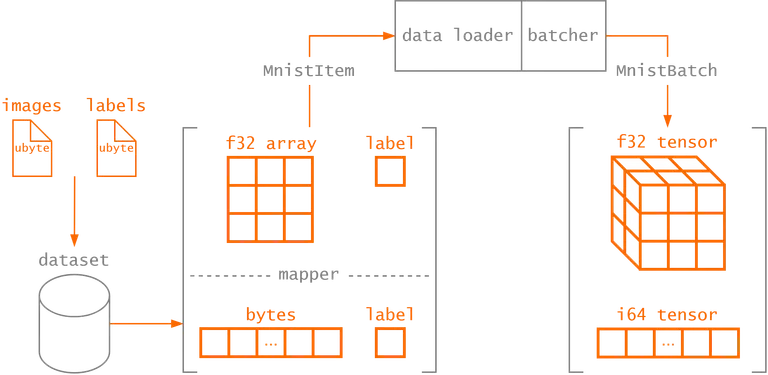 data loader
batcher
MnistItem
MnistBatch
images
labels
ubyte
ubyte
f32 array
label
f32 tensor
dataset
mapper
bytes
label
i64 tensor
...
...